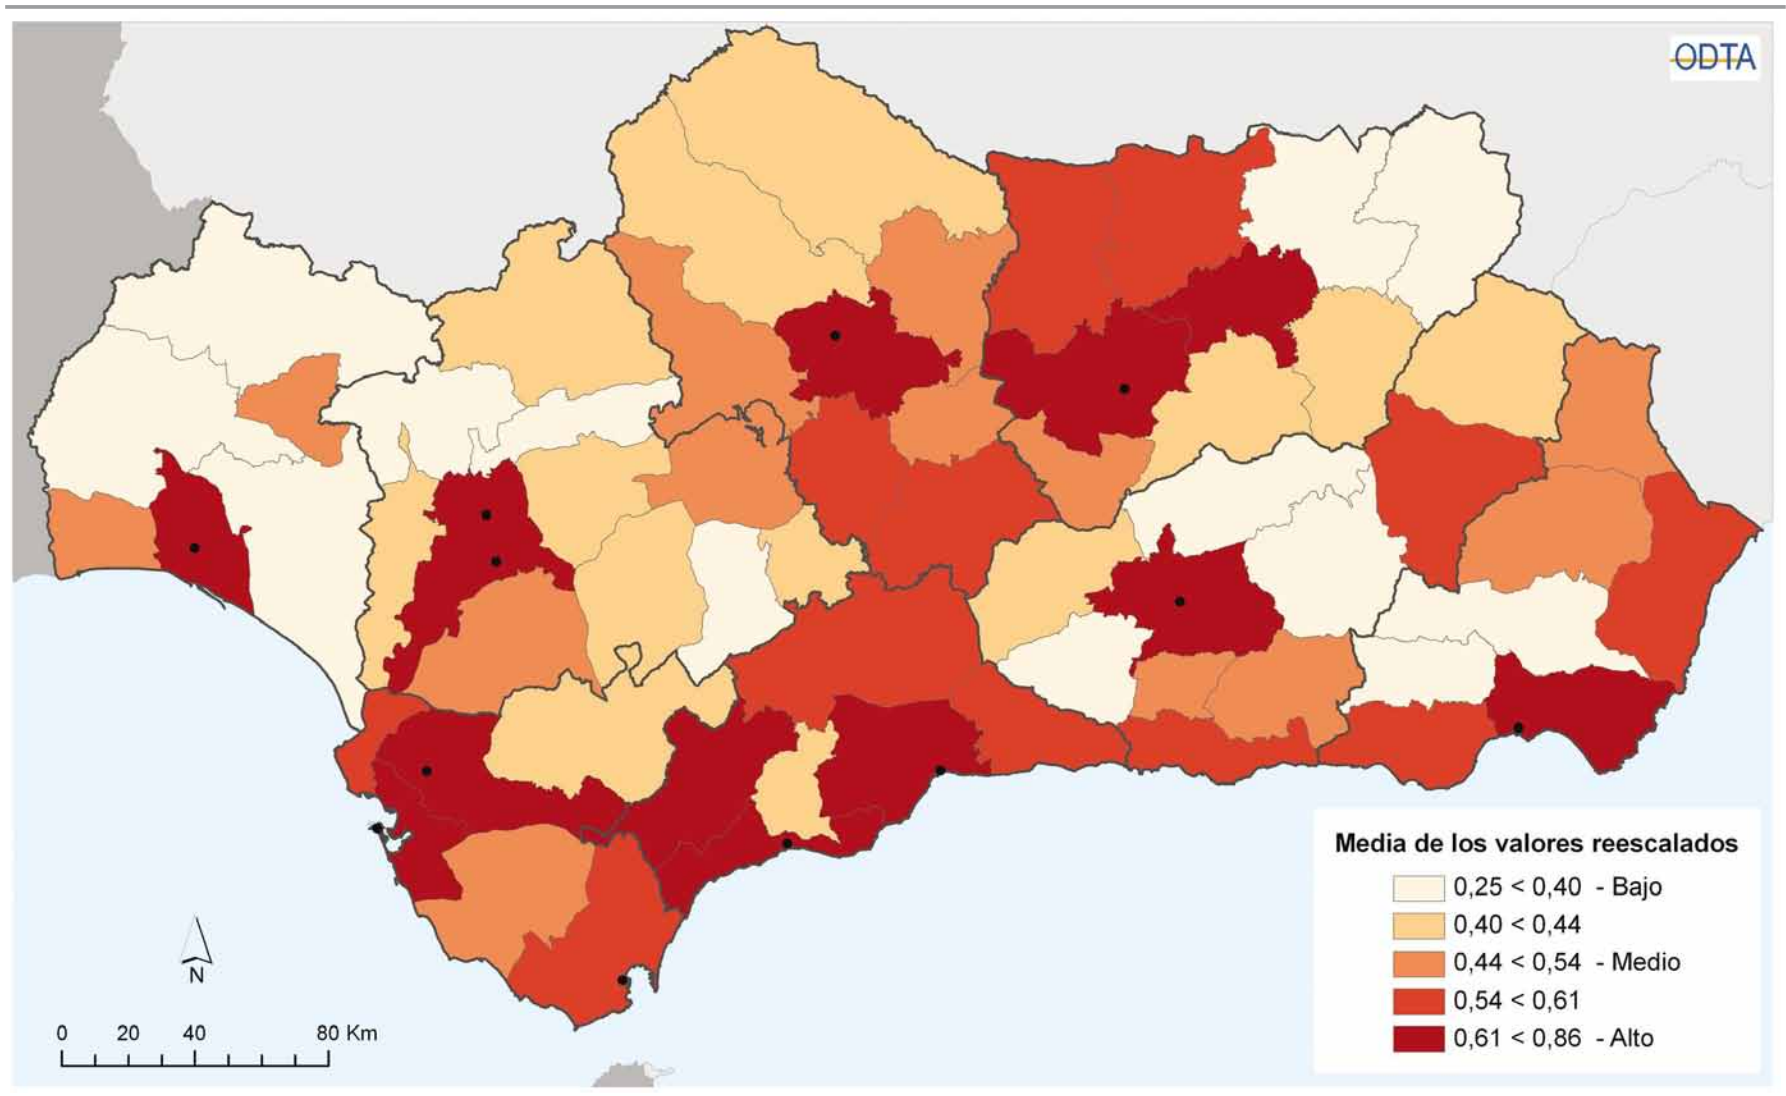 ODTA
Media de los valores reescalados
0,25 < 0,40 - Bajo
0,40 < 0,44
0,44 < 0,54 - Medio
0,54 < 0,61
0,61 < 0,86 - Alto
N
0 20 40 80 Km